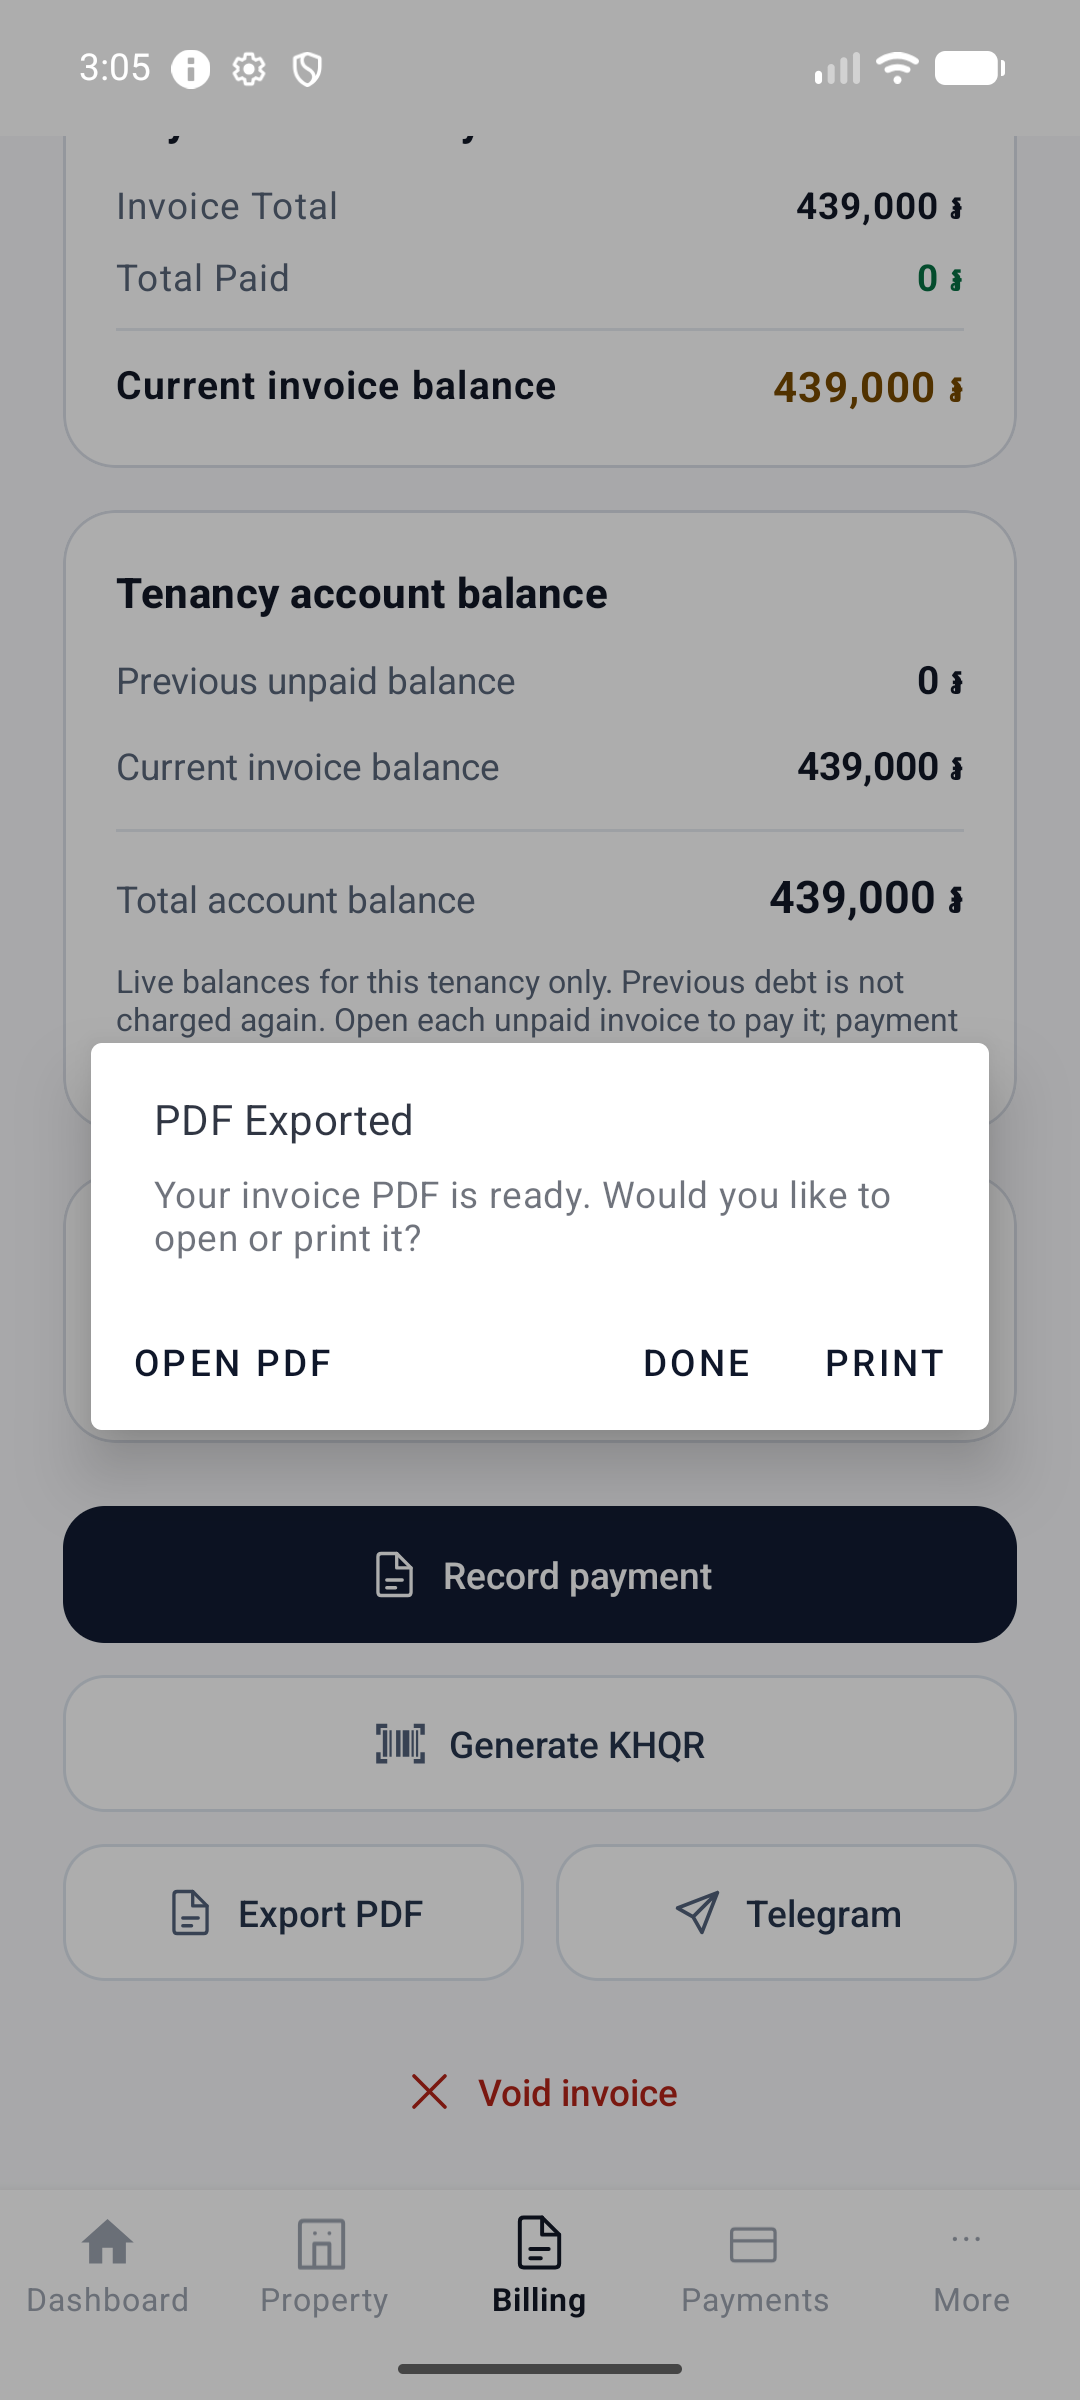 3:05
Invoice Total
439,000 ៛
Total Paid
0 ៛
Current invoice balance
439,000 ៛
Tenancy account balance
Previous unpaid balance
0 ៛
Current invoice balance
439,000 ៛
Total account balance
439,000 ៛
Live balances for this tenancy only. Previous debt is not
charged again. Open each unpaid invoice to pay it; payment
PDF Exported
Your invoice PDF is ready. Would you like to
open or print it?
OPEN PDF
DONE
PRINT
Record payment
Generate KHQR
Export PDF
Telegram
Void invoice
Dashboard
Property
Billing
Payments
More